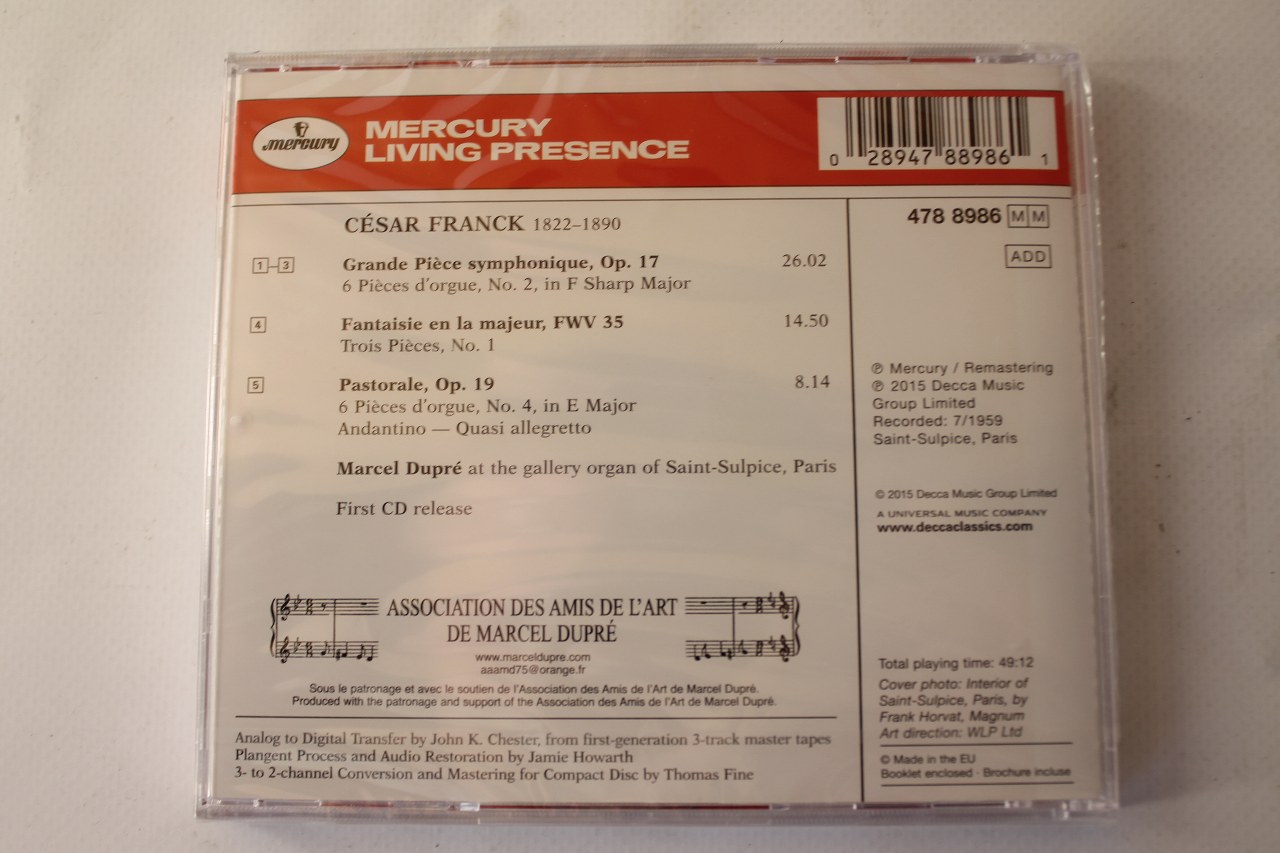 mercury
MERCURY
LIVING PRESENCE
0 28947 88986 1
CÉSAR FRANCK 1822–1890
1–3 Grande Pièce symphonique, Op. 17 26.02
6 Pièces d'orgue, No. 2, in F Sharp Major
4 Fantaisie en la majeur, FWV 35 14.50
Trois Pièces, No. 1
5 Pastorale, Op. 19 8.14
6 Pièces d'orgue, No. 4, in E Major
Andantino — Quasi allegretto
Marcel Dupré at the gallery organ of Saint-Sulpice, Paris
First CD release
ASSOCIATION DES AMIS DE L'ART
DE MARCEL DUPRÉ
www.marceldupre.com
aaamd75@orange.fr
Sous le patronage et avec le soutien de l'Association des Amis de l'Art de Marcel Dupré.
Produced with the patronage and support of the Association des Amis de l'Art de Marcel Dupré.
Analog to Digital Transfer by John K. Chester, from first-generation 3-track master tapes
Plangent Process and Audio Restoration by Jamie Howarth
3- to 2-channel Conversion and Mastering for Compact Disc by Thomas Fine
478 8986 M M
ADD
℗ Mercury / Remastering
℗ 2015 Decca Music
Group Limited
Recorded: 7/1959
Saint-Sulpice, Paris
© 2015 Decca Music Group Limited
A UNIVERSAL MUSIC COMPANY
www.deccaclassics.com
Total playing time: 49:12
Cover photo: Interior of
Saint-Sulpice, Paris, by
Frank Horvat, Magnum
Art direction: WLP Ltd
© Made in the EU
Booklet enclosed · Brochure incluse